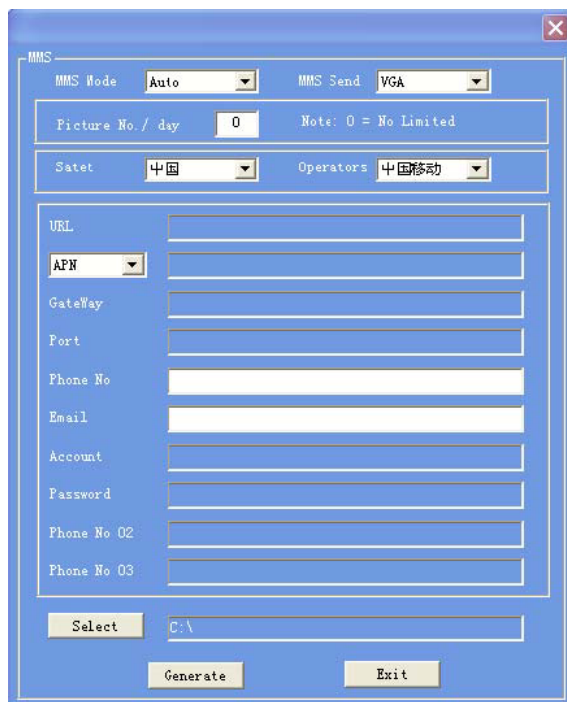 MMS
MMS Mode Auto MMS Send VGA
Picture No./ day 0 Note: 0 = No Limited
Satet 中国 Operators 中国移动
URL
APN
GateWay
Port
Phone No
Email
Account
Password
Phone No 02
Phone No 03
Select C:\
Generate Exit